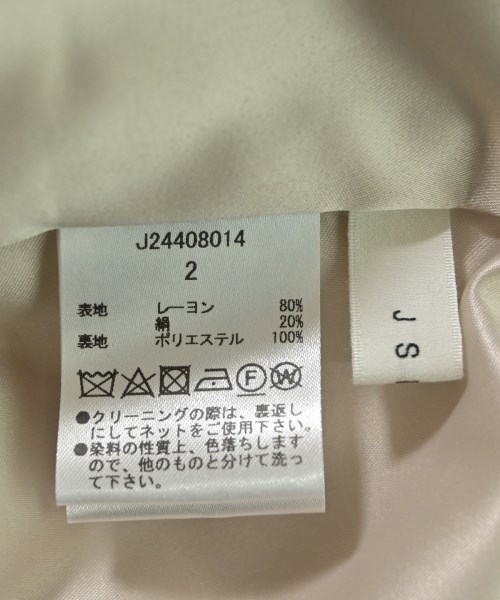 J24408014
2
表地 レーヨン 80%
絹 20%
裏地 ポリエステル 100%
F W
●クリーニングの際は、裏返し
にしてネットをご使用下さい。
●染料の性質上、色落ちします
ので、他のものと分けて洗っ
て下さい。
J S